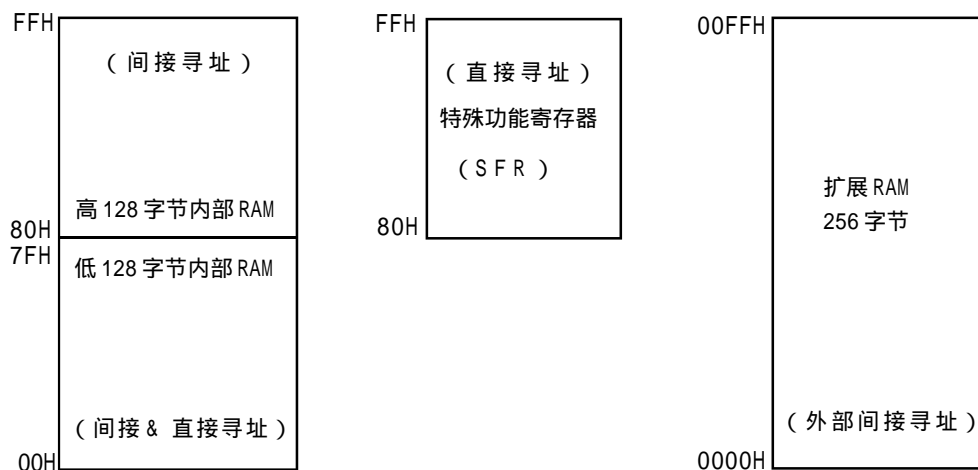 FFH
(间接寻址)
高128字节内部RAM
80H
7FH
低128字节内部RAM
(间接& 直接寻址)
00H
FFH
(直接寻址)
特殊功能寄存器
(SFR)
80H
00FFH
扩展RAM
256字节
(外部间接寻址)
0000H